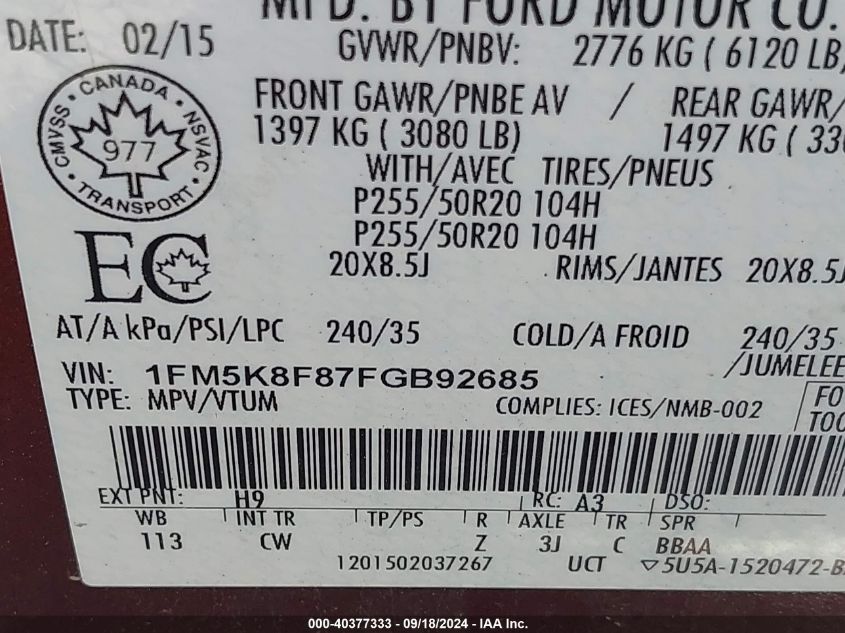 MFD. BY FORD MOTOR CO.
DATE: 02/15
GVWR/PNBV: 2776 KG ( 6120 LB)
CANADA
CMVSS NSVAC
977
TRANSPORT
FRONT GAWR/PNBE AV / REAR GAWR/
1397 KG ( 3080 LB) 1497 KG ( 330
WITH/AVEC TIRES/PNEUS
P255/50R20 104H
P255/50R20 104H
EC
20X8.5J RIMS/JANTES 20X8.5J
AT/A kPa/PSI/LPC 240/35 COLD/A FROID 240/35
/JUMELEE
VIN: 1FM5K8F87FGB92685
TYPE: MPV/VTUM
COMPLIES: ICES/NMB-002
FO
TOO
EXT PNT: H9 RC: A3 DSO:
WB INT TR TP/PS R AXLE TR SPR
113 CW Z 3J C BBAA
1201502037267 UCT ▽5U5A-1520472-B
000-40377333 - 09/18/2024 - IAA Inc.